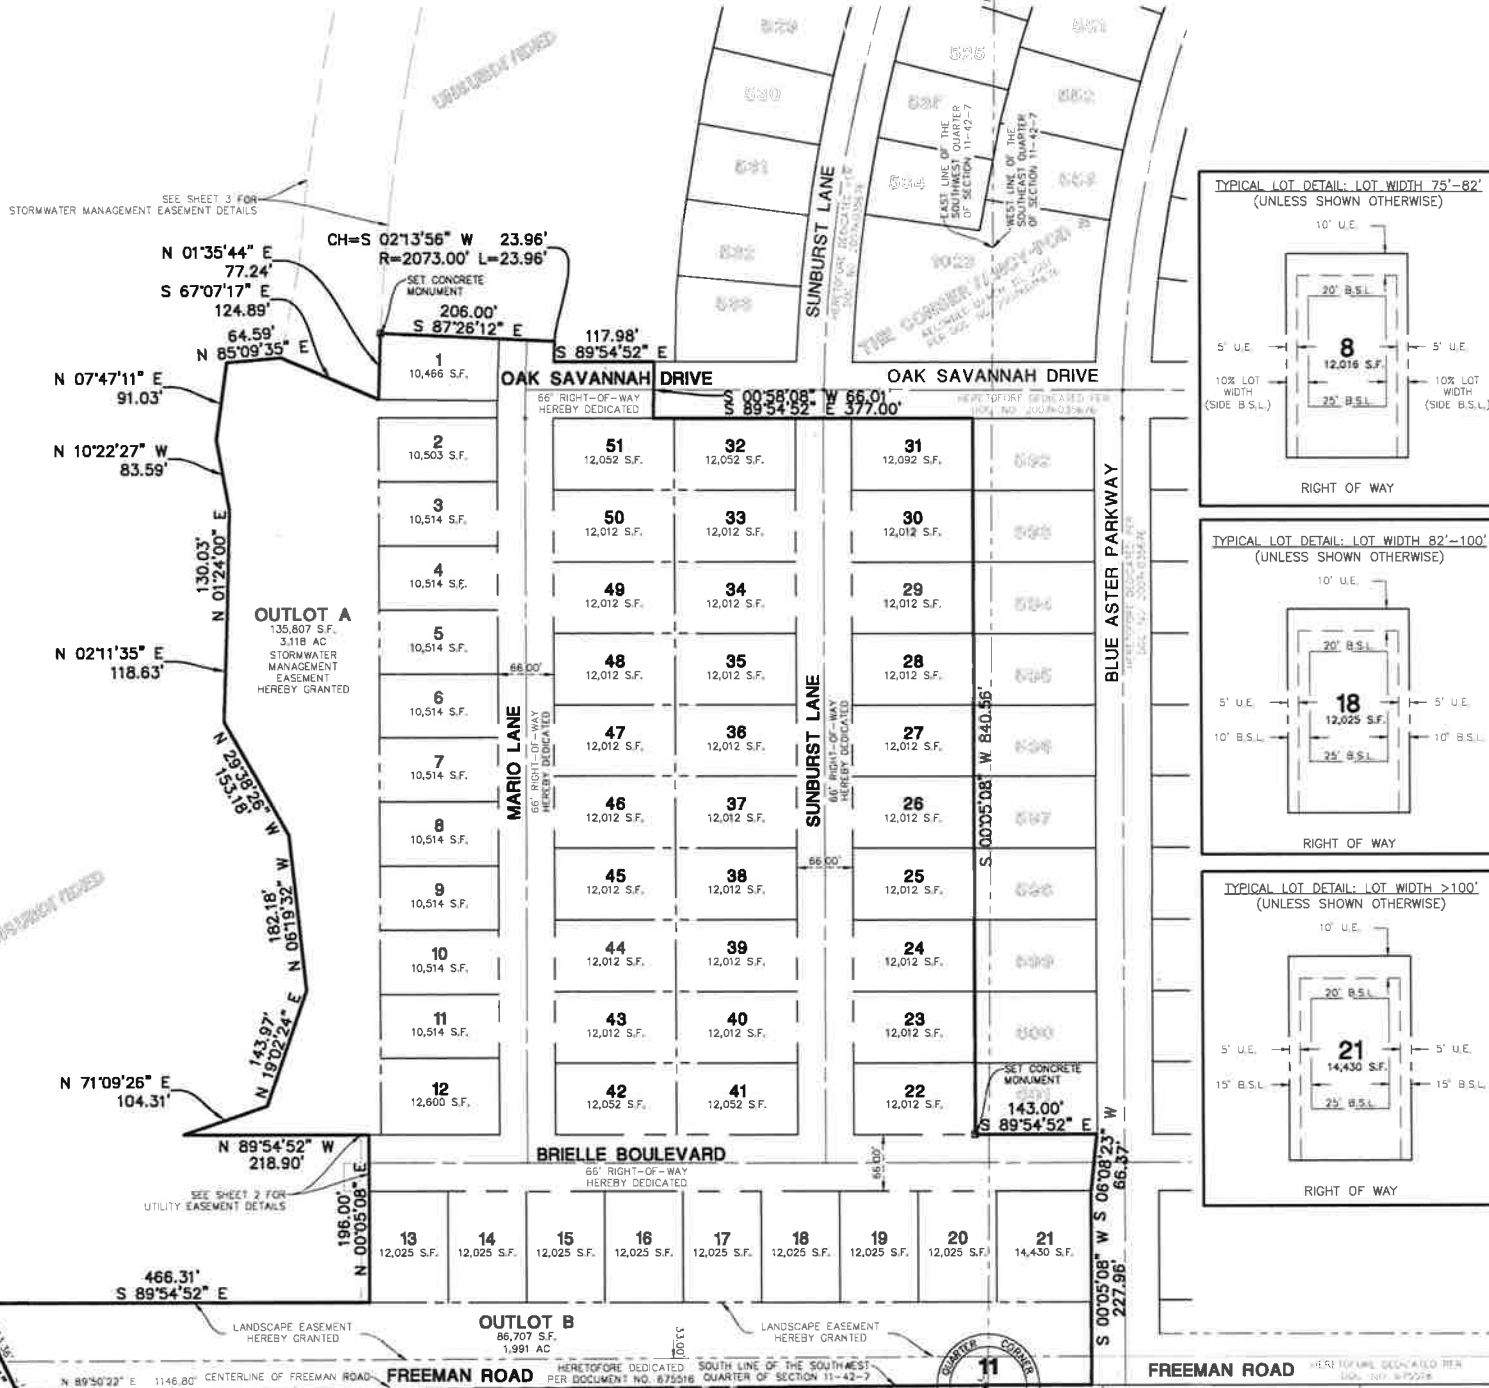 529
530
531
532
533
525
534
551
552
553
SEE SHEET 3 FOR
STORMWATER MANAGEMENT EASEMENT DETAILS
N 01°35'44" E
77.24'
S 67°07'17" E
124.89'
64.59'
N 85°09'35" E
N 07°47'11" E
91.03'
N 10°22'27" W
83.59'
130.03'
N 01°24'00" E
N 02°11'35" E
118.63'
N 29°38'26" W
153.18'
182.18'
N 06°19'32" W
143.97'
N 19°02'24" E
N 71°09'26" E
104.31'
N 89°54'52" W
218.90'
SEE SHEET 2 FOR
UTILITY EASEMENT DETAILS
196.00'
N 00°05'08" E
466.31'
S 89°54'52" E
CH=S 02°13'56" W 23.96'
R=2073.00' L=23.96'
SET CONCRETE
MONUMENT
206.00'
S 87°26'12" E
117.98'
S 89°54'52" E
S 00°58'08" W 66.01'
S 89°54'52" E 377.00'
OAK SAVANNAH DRIVE
66' RIGHT-OF-WAY
HEREBY DEDICATED
OAK SAVANNAH DRIVE
SUNBURST LANE
EAST LINE OF THE
SOUTHWEST QUARTER
OF SECTION 11-42-7
WEST LINE OF THE
SOUTHEAST QUARTER
OF SECTION 11-42-7
OUTLOT A
135,807 S.F.
3.118 AC
STORMWATER
MANAGEMENT
EASEMENT
HEREBY GRANTED
1
10,466 S.F.
2
10,503 S.F.
3
10,514 S.F.
4
10,514 S.F.
5
10,514 S.F.
6
10,514 S.F.
7
10,514 S.F.
8
10,514 S.F.
9
10,514 S.F.
10
10,514 S.F.
11
10,514 S.F.
12
12,600 S.F.
66.00'
MARIO LANE
66' RIGHT-OF-WAY
HEREBY DEDICATED
51
12,052 S.F.
50
12,012 S.F.
49
12,012 S.F.
48
12,012 S.F.
47
12,012 S.F.
46
12,012 S.F.
45
12,012 S.F.
44
12,012 S.F.
43
12,012 S.F.
42
12,052 S.F.
32
12,052 S.F.
33
12,012 S.F.
34
12,012 S.F.
35
12,012 S.F.
36
12,012 S.F.
37
12,012 S.F.
38
12,012 S.F.
39
12,012 S.F.
40
12,012 S.F.
41
12,052 S.F.
SUNBURST LANE
66' RIGHT-OF-WAY
HEREBY DEDICATED
66.00'
31
12,092 S.F.
30
12,012 S.F.
29
12,012 S.F.
28
12,012 S.F.
27
12,012 S.F.
26
12,012 S.F.
25
12,012 S.F.
24
12,012 S.F.
23
12,012 S.F.
22
12,012 S.F.
S 00°05'08" W 840.56'
592
593
594
595
596
597
598
599
600
601
BLUE ASTER PARKWAY
SET CONCRETE
MONUMENT
143.00'
S 89°54'52" E
S 06°08'23" W
66.37'
S 00°05'08" W
227.96'
BRIELLE BOULEVARD
66' RIGHT-OF-WAY
HEREBY DEDICATED
66.00'
13
12,025 S.F.
14
12,025 S.F.
15
12,025 S.F.
16
12,025 S.F.
17
12,025 S.F.
18
12,025 S.F.
19
12,025 S.F.
20
12,025 S.F.
21
14,430 S.F.
LANDSCAPE EASEMENT
HEREBY GRANTED
OUTLOT B
86,707 S.F.
1.991 AC
33.00'
LANDSCAPE EASEMENT
HEREBY GRANTED
QUARTER CORNER
11
N 89°50'22" E 1146.80'
CENTERLINE OF FREEMAN ROAD
FREEMAN ROAD
HERETOFORE DEDICATED
PER DOCUMENT NO. 675516
SOUTH LINE OF THE SOUTHWEST
QUARTER OF SECTION 11-42-7
FREEMAN ROAD
TYPICAL LOT DETAIL: LOT WIDTH 75'-82'
(UNLESS SHOWN OTHERWISE)
10' U.E.
20' B.S.L.
8
12,016 S.F.
5' U.E.
5' U.E.
10% LOT
WIDTH
(SIDE B.S.L.)
10% LOT
WIDTH
(SIDE B.S.L.)
25' B.S.L.
RIGHT OF WAY
TYPICAL LOT DETAIL: LOT WIDTH 82'-100'
(UNLESS SHOWN OTHERWISE)
10' U.E.
20' B.S.L.
18
12,025 S.F.
5' U.E.
5' U.E.
10' B.S.L.
10' B.S.L.
25' B.S.L.
RIGHT OF WAY
TYPICAL LOT DETAIL: LOT WIDTH >100'
(UNLESS SHOWN OTHERWISE)
10' U.E.
20' B.S.L.
21
14,430 S.F.
5' U.E.
5' U.E.
15' B.S.L.
15' B.S.L.
25' B.S.L.
RIGHT OF WAY